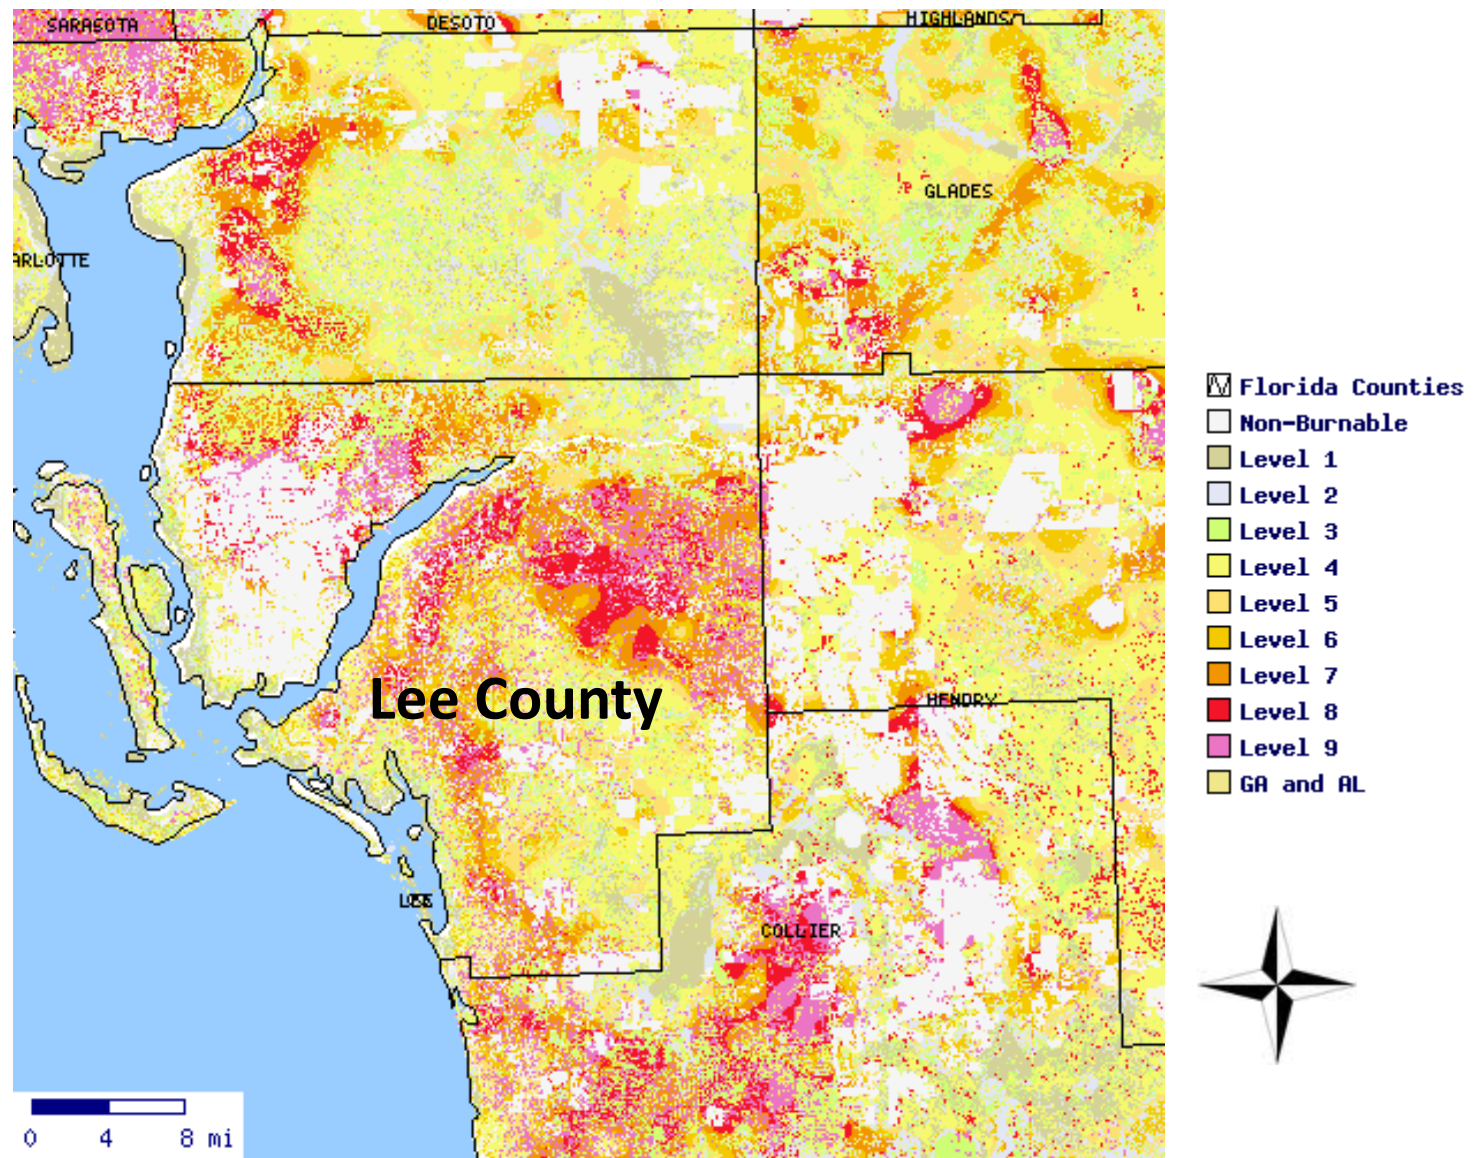 SARASOTA
DESOTO
HIGHLANDS
GLADES
ARLOTTE
Florida Counties
Non-Burnable
Level 1
Level 2
Level 3
Level 4
Level 5
Level 6
Level 7
Level 8
Level 9
GA and AL
Lee County
HENDRY
LEE
COLLIER
0 4 8 mi